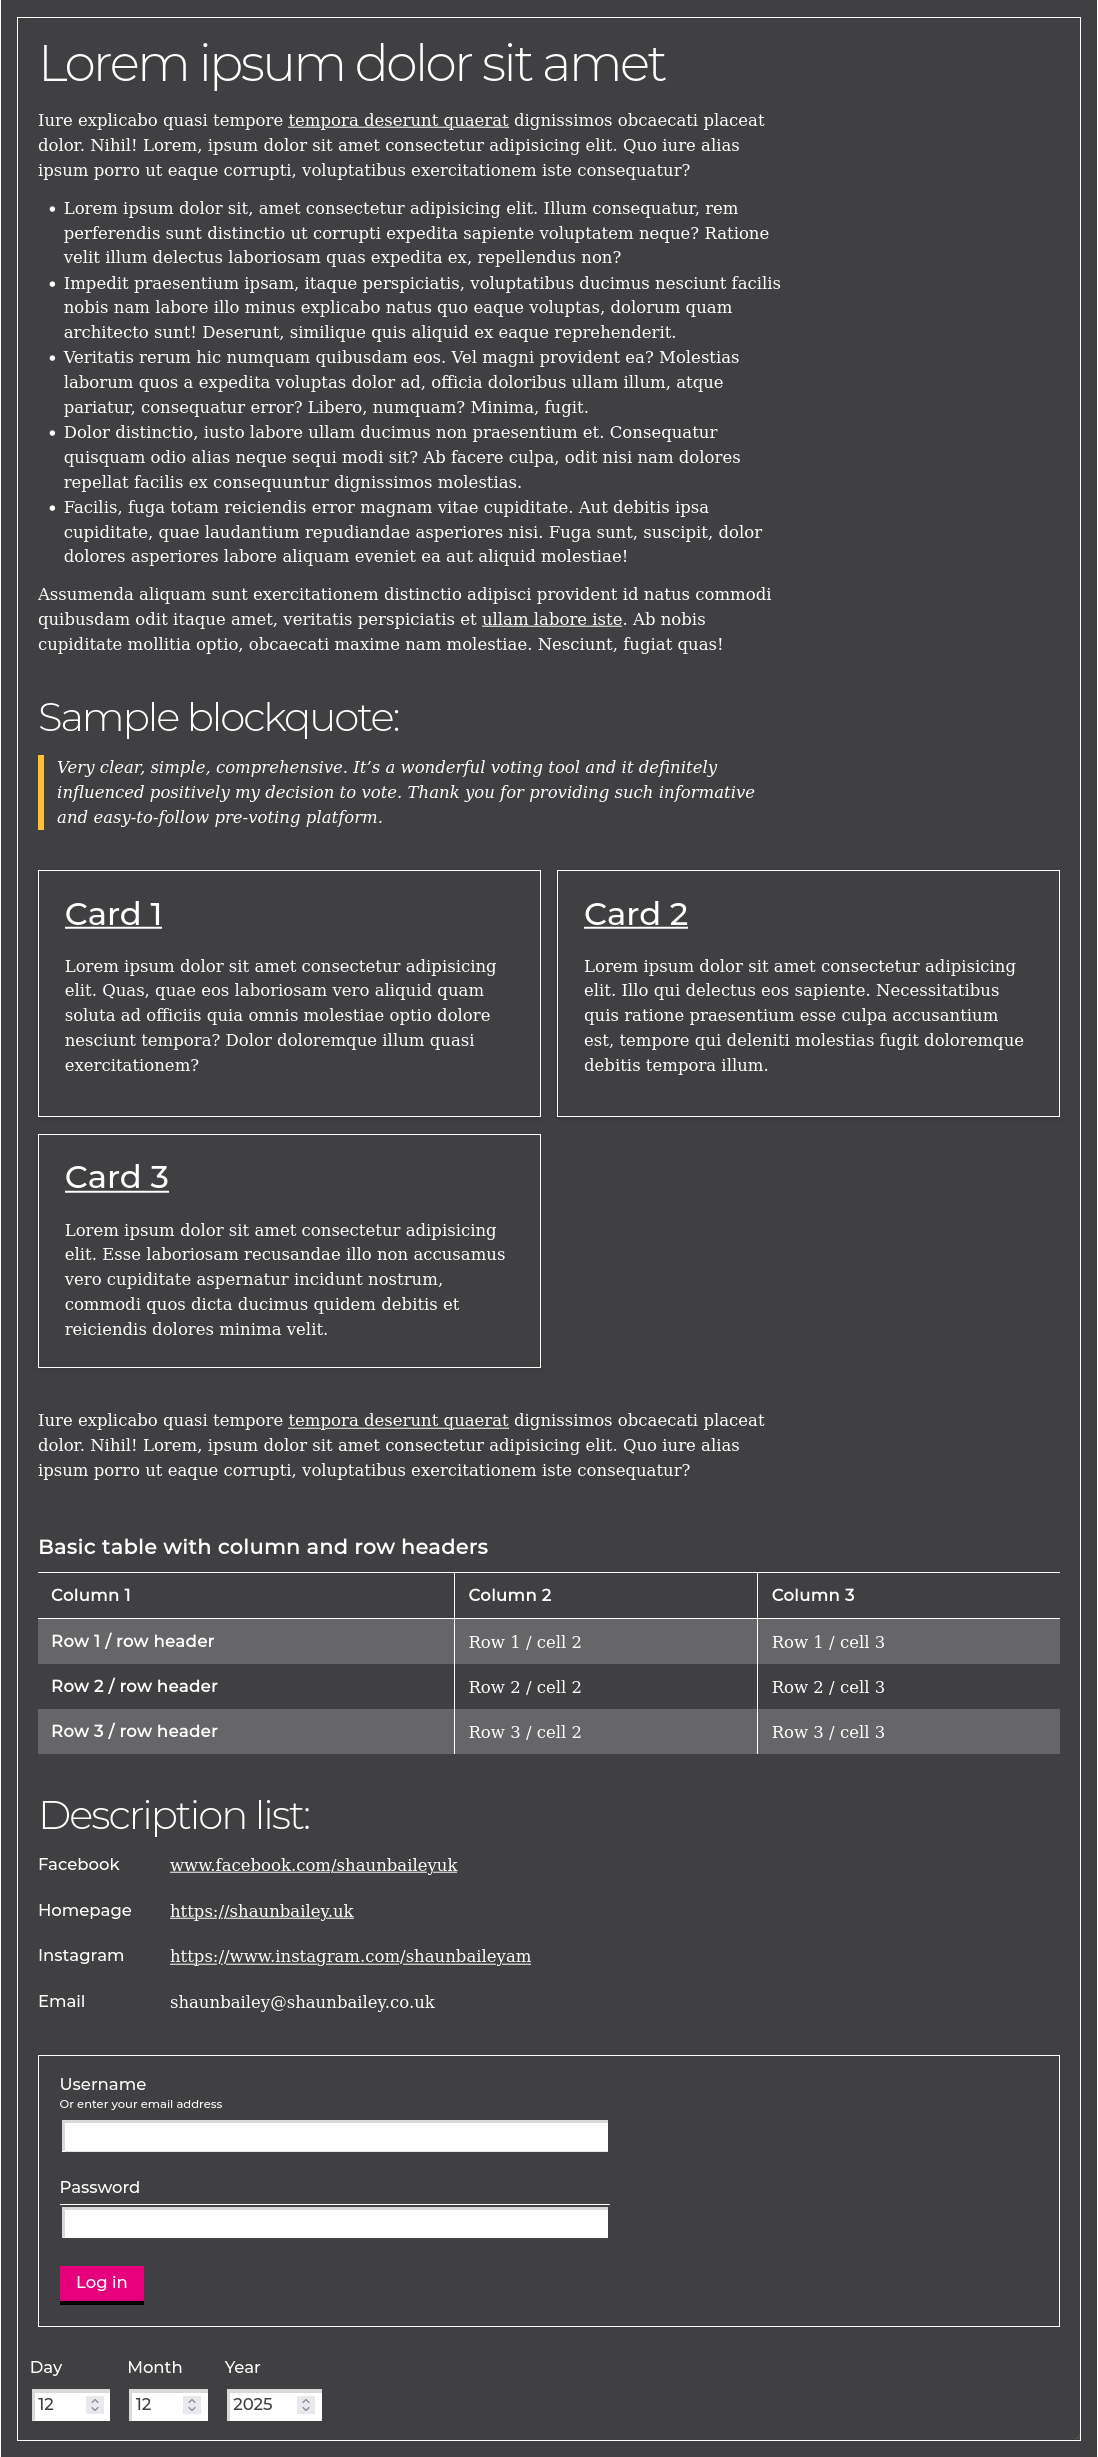 Lorem ipsum dolor sit amet
Iure explicabo quasi tempore tempora deserunt quaerat dignissimos obcaecati placeat
dolor. Nihil! Lorem, ipsum dolor sit amet consectetur adipisicing elit. Quo iure alias
ipsum porro ut eaque corrupti, voluptatibus exercitationem iste consequatur?
• Lorem ipsum dolor sit, amet consectetur adipisicing elit. Illum consequatur, rem
perferendis sunt distinctio ut corrupti expedita sapiente voluptatem neque? Ratione
velit illum delectus laboriosam quas expedita ex, repellendus non?
• Impedit praesentium ipsam, itaque perspiciatis, voluptatibus ducimus nesciunt facilis
nobis nam labore illo minus explicabo natus quo eaque voluptas, dolorum quam
architecto sunt! Deserunt, similique quis aliquid ex eaque reprehenderit.
• Veritatis rerum hic numquam quibusdam eos. Vel magni provident ea? Molestias
laborum quos a expedita voluptas dolor ad, officia doloribus ullam illum, atque
pariatur, consequatur error? Libero, numquam? Minima, fugit.
• Dolor distinctio, iusto labore ullam ducimus non praesentium et. Consequatur
quisquam odio alias neque sequi modi sit? Ab facere culpa, odit nisi nam dolores
repellat facilis ex consequuntur dignissimos molestias.
• Facilis, fuga totam reiciendis error magnam vitae cupiditate. Aut debitis ipsa
cupiditate, quae laudantium repudiandae asperiores nisi. Fuga sunt, suscipit, dolor
dolores asperiores labore aliquam eveniet ea aut aliquid molestiae!
Assumenda aliquam sunt exercitationem distinctio adipisci provident id natus commodi
quibusdam odit itaque amet, veritatis perspiciatis et ullam labore iste. Ab nobis
cupiditate mollitia optio, obcaecati maxime nam molestiae. Nesciunt, fugiat quas!
Sample blockquote:
Very clear, simple, comprehensive. It’s a wonderful voting tool and it definitely
influenced positively my decision to vote. Thank you for providing such informative
and easy-to-follow pre-voting platform.
Card 1
Lorem ipsum dolor sit amet consectetur adipisicing
elit. Quas, quae eos laboriosam vero aliquid quam
soluta ad officiis quia omnis molestiae optio dolore
nesciunt tempora? Dolor doloremque illum quasi
exercitationem?
Card 2
Lorem ipsum dolor sit amet consectetur adipisicing
elit. Illo qui delectus eos sapiente. Necessitatibus
quis ratione praesentium esse culpa accusantium
est, tempore qui deleniti molestias fugit doloremque
debitis tempora illum.
Card 3
Lorem ipsum dolor sit amet consectetur adipisicing
elit. Esse laboriosam recusandae illo non accusamus
vero cupiditate aspernatur incidunt nostrum,
commodi quos dicta ducimus quidem debitis et
reiciendis dolores minima velit.
Iure explicabo quasi tempore tempora deserunt quaerat dignissimos obcaecati placeat
dolor. Nihil! Lorem, ipsum dolor sit amet consectetur adipisicing elit. Quo iure alias
ipsum porro ut eaque corrupti, voluptatibus exercitationem iste consequatur?
Basic table with column and row headers
Column 1 Column 2 Column 3
Row 1 / row header Row 1 / cell 2 Row 1 / cell 3
Row 2 / row header Row 2 / cell 2 Row 2 / cell 3
Row 3 / row header Row 3 / cell 2 Row 3 / cell 3
Description list:
Facebook www.facebook.com/shaunbaileyuk
Homepage https://shaunbailey.uk
Instagram https://www.instagram.com/shaunbaileyam
Email shaunbailey@shaunbailey.co.uk
Username
Or enter your email address
Password
Log in
Day Month Year
12 12 2025